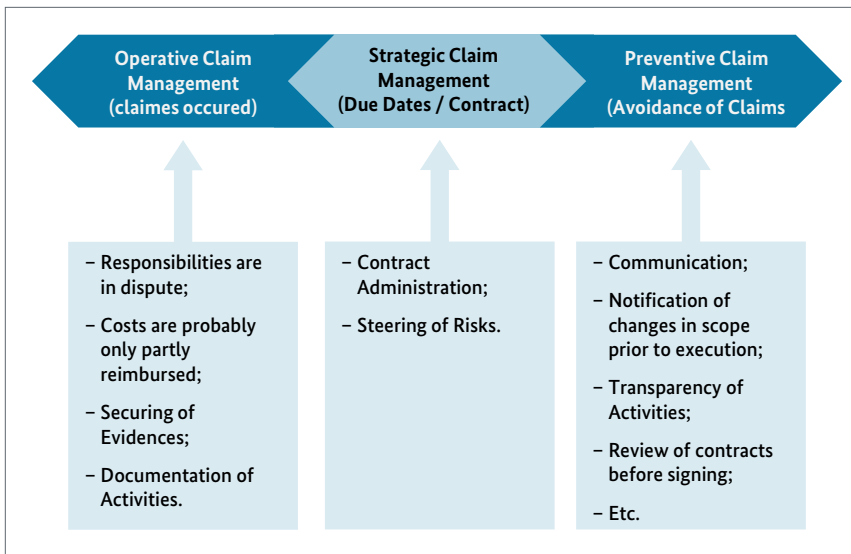 Operative Claim
Management
(claimes occured)
Strategic Claim
Management
(Due Dates / Contract)
Preventive Claim
Management
(Avoidance of Claims
– Responsibilities are
in dispute;
– Costs are probably
only partly
reimbursed;
– Securing of
Evidences;
– Documentation of
Activities.
– Contract
Administration;
– Steering of Risks.
– Communication;
– Notification of
changes in scope
prior to execution;
– Transparency of
Activities;
– Review of contracts
before signing;
– Etc.